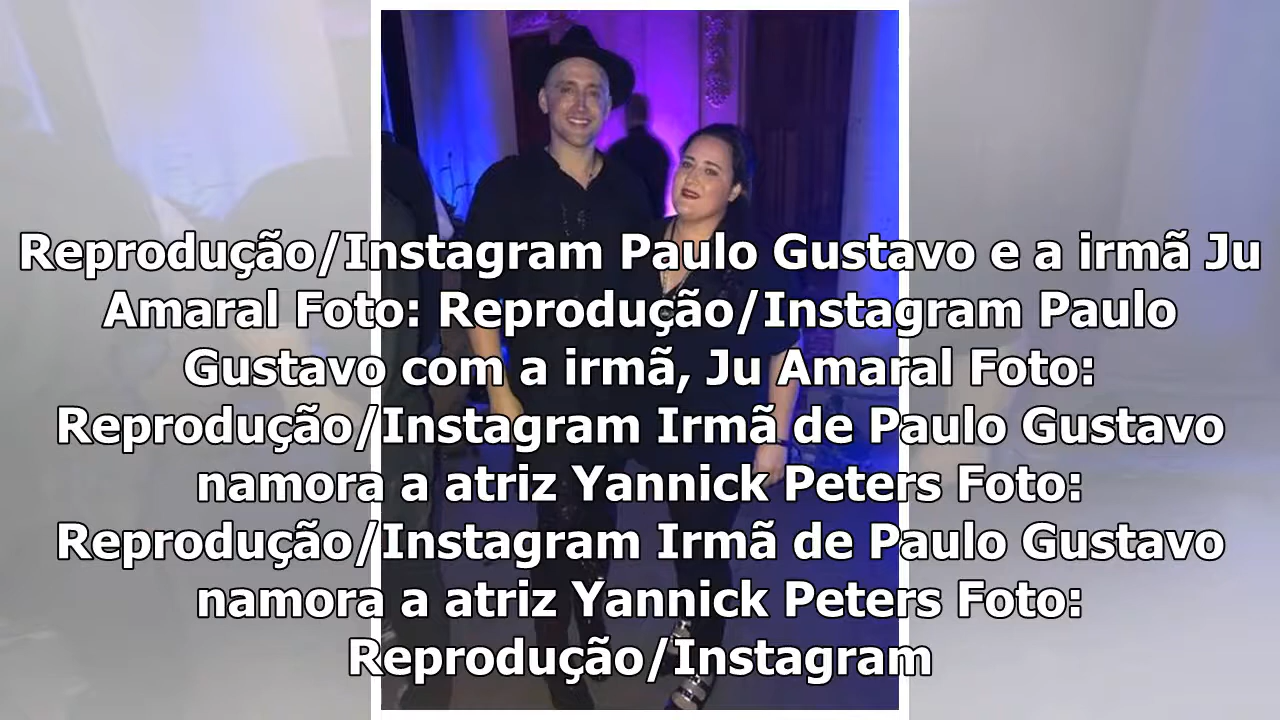 Reprodução/Instagram Paulo Gustavo e a irmã Ju
Amaral Foto: Reprodução/Instagram Paulo
Gustavo com a irmã, Ju Amaral Foto:
Reprodução/Instagram Irmã de Paulo Gustavo
namora a atriz Yannick Peters Foto:
Reprodução/Instagram Irmã de Paulo Gustavo
namora a atriz Yannick Peters Foto:
Reprodução/Instagram